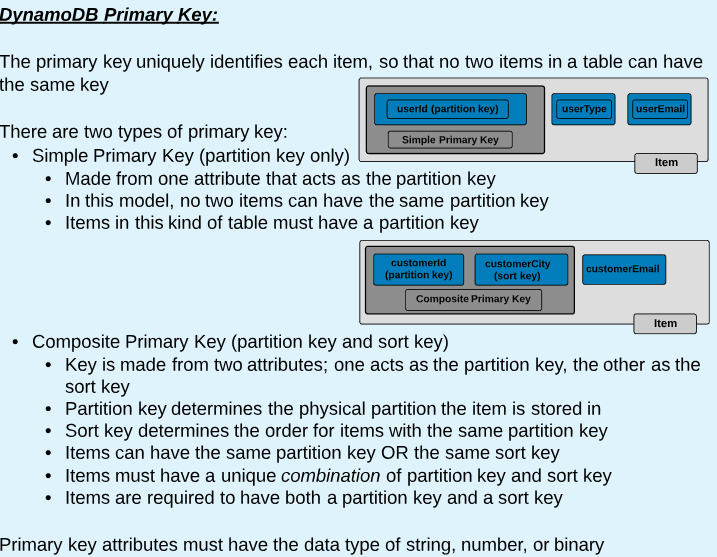 DynamoDB Primary Key:
The primary key uniquely identifies each item, so that no two items in a table can have
the same key
userId (partition key)
userType
userEmail
Simple Primary Key
Item
There are two types of primary key:
• Simple Primary Key (partition key only)
• Made from one attribute that acts as the partition key
• In this model, no two items can have the same partition key
• Items in this kind of table must have a partition key
customerId
(partition key)
customerCity
(sort key)
customerEmail
Composite Primary Key
Item
• Composite Primary Key (partition key and sort key)
• Key is made from two attributes; one acts as the partition key, the other as the
sort key
• Partition key determines the physical partition the item is stored in
• Sort key determines the order for items with the same partition key
• Items can have the same partition key OR the same sort key
• Items must have a unique combination of partition key and sort key
• Items are required to have both a partition key and a sort key
Primary key attributes must have the data type of string, number, or binary